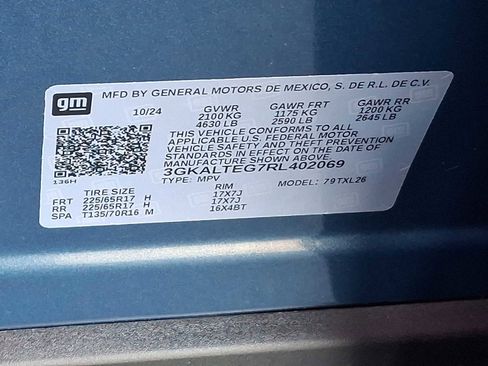 gm
MFD BY GENERAL MOTORS DE MEXICO, S. DE R.L. DE C.V.
10/24 GVWR GAWR FRT GAWR RR
2100 KG 1175 KG 1200 KG
4630 LB 2590 LB 2645 LB
THIS VEHICLE CONFORMS TO ALL
APPLICABLE U.S. FEDERAL MOTOR
VEHICLE SAFETY AND THEFT PREVENTION
STANDARDS IN EFFECT ON THE DATE OF
MANUFACTURE SHOWN ABOVE.
3GKALTEG7RL402069
136H
TYPE: MPV MODEL: 79TXL26
TIRE SIZE RIM
FRT 225/65R17 H 17X7J
RR 225/65R17 H 17X7J
SPA T135/70R16 M 16X4BT